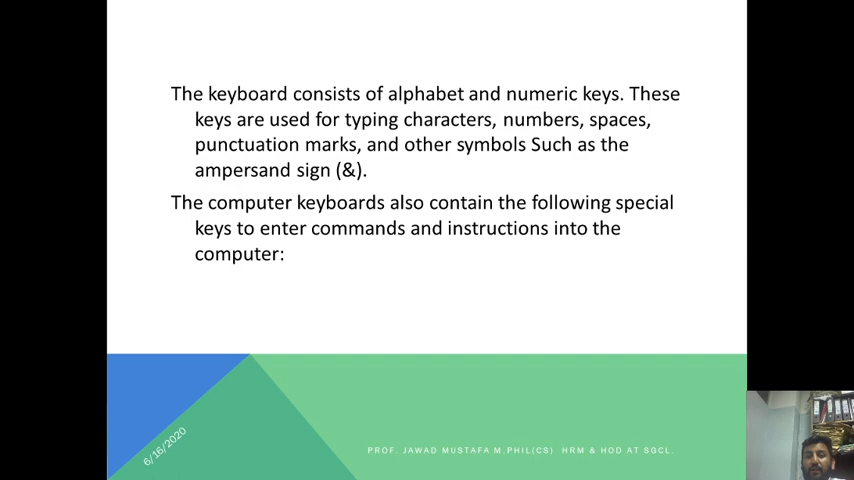 The keyboard consists of alphabet and numeric keys. These
keys are used for typing characters, numbers, spaces,
punctuation marks, and other symbols Such as the
ampersand sign (&).
The computer keyboards also contain the following special
keys to enter commands and instructions into the
computer:
6/16/2020
PROF. JAWAD MUSTAFA M.PHIL(CS) HRM & HOD AT SGCL.